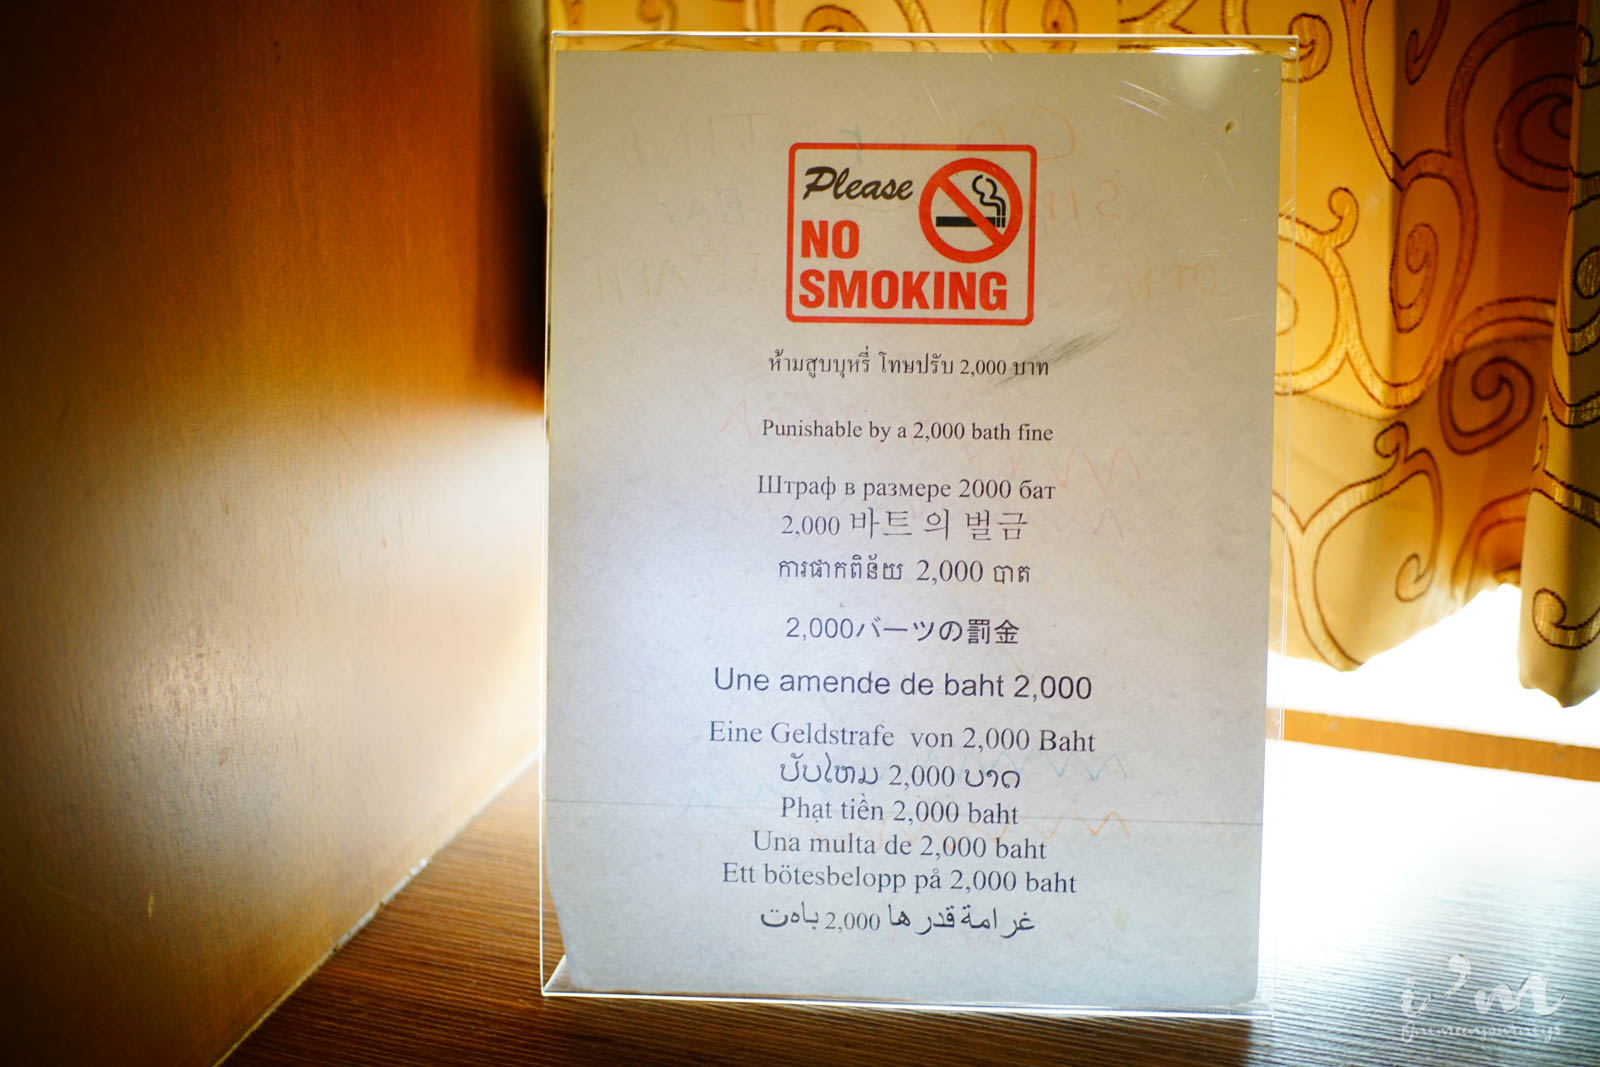 Please
NO
SMOKING
ห้ามสูบบุหรี่ โทษปรับ 2,000 บาท
Punishable by a 2,000 bath fine
Штраф в размере 2000 бат
2,000 바트 의 벌금
ការផាកពិន័យ 2,000 បាត
2,000バーツの罰金
Une amende de baht 2,000
Eine Geldstrafe von 2,000 Baht
ປັບໄຫມ 2,000 ບາດ
Phạt tiền 2,000 baht
Una multa de 2,000 baht
Ett bötesbelopp på 2,000 baht
غرامة قدر ها 2,000 باهت
i'm